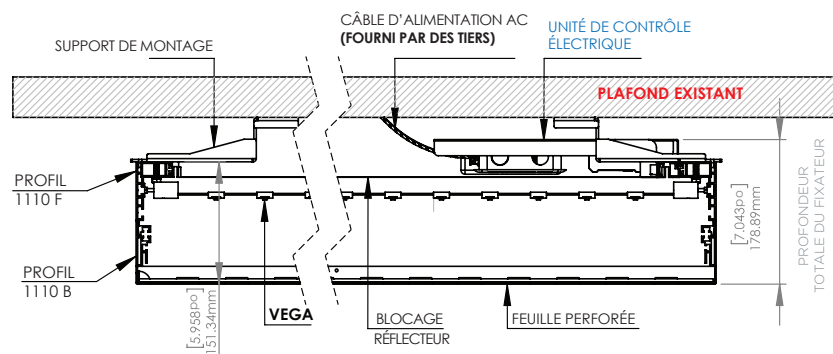 CÂBLE D'ALIMENTATION AC
(FOURNI PAR DES TIERS)
UNITÉ DE CONTRÔLE
ÉLECTRIQUE
SUPPORT DE MONTAGE
PLAFOND EXISTANT
PROFIL
1110 F
PROFIL
1110 B
[5.958po]
151.34mm
VEGA
BLOCAGE
RÉFLECTEUR
FEUILLE PERFORÉE
[7.043po]
178.89mm
PROFONDEUR
TOTALE DU FIXATEUR